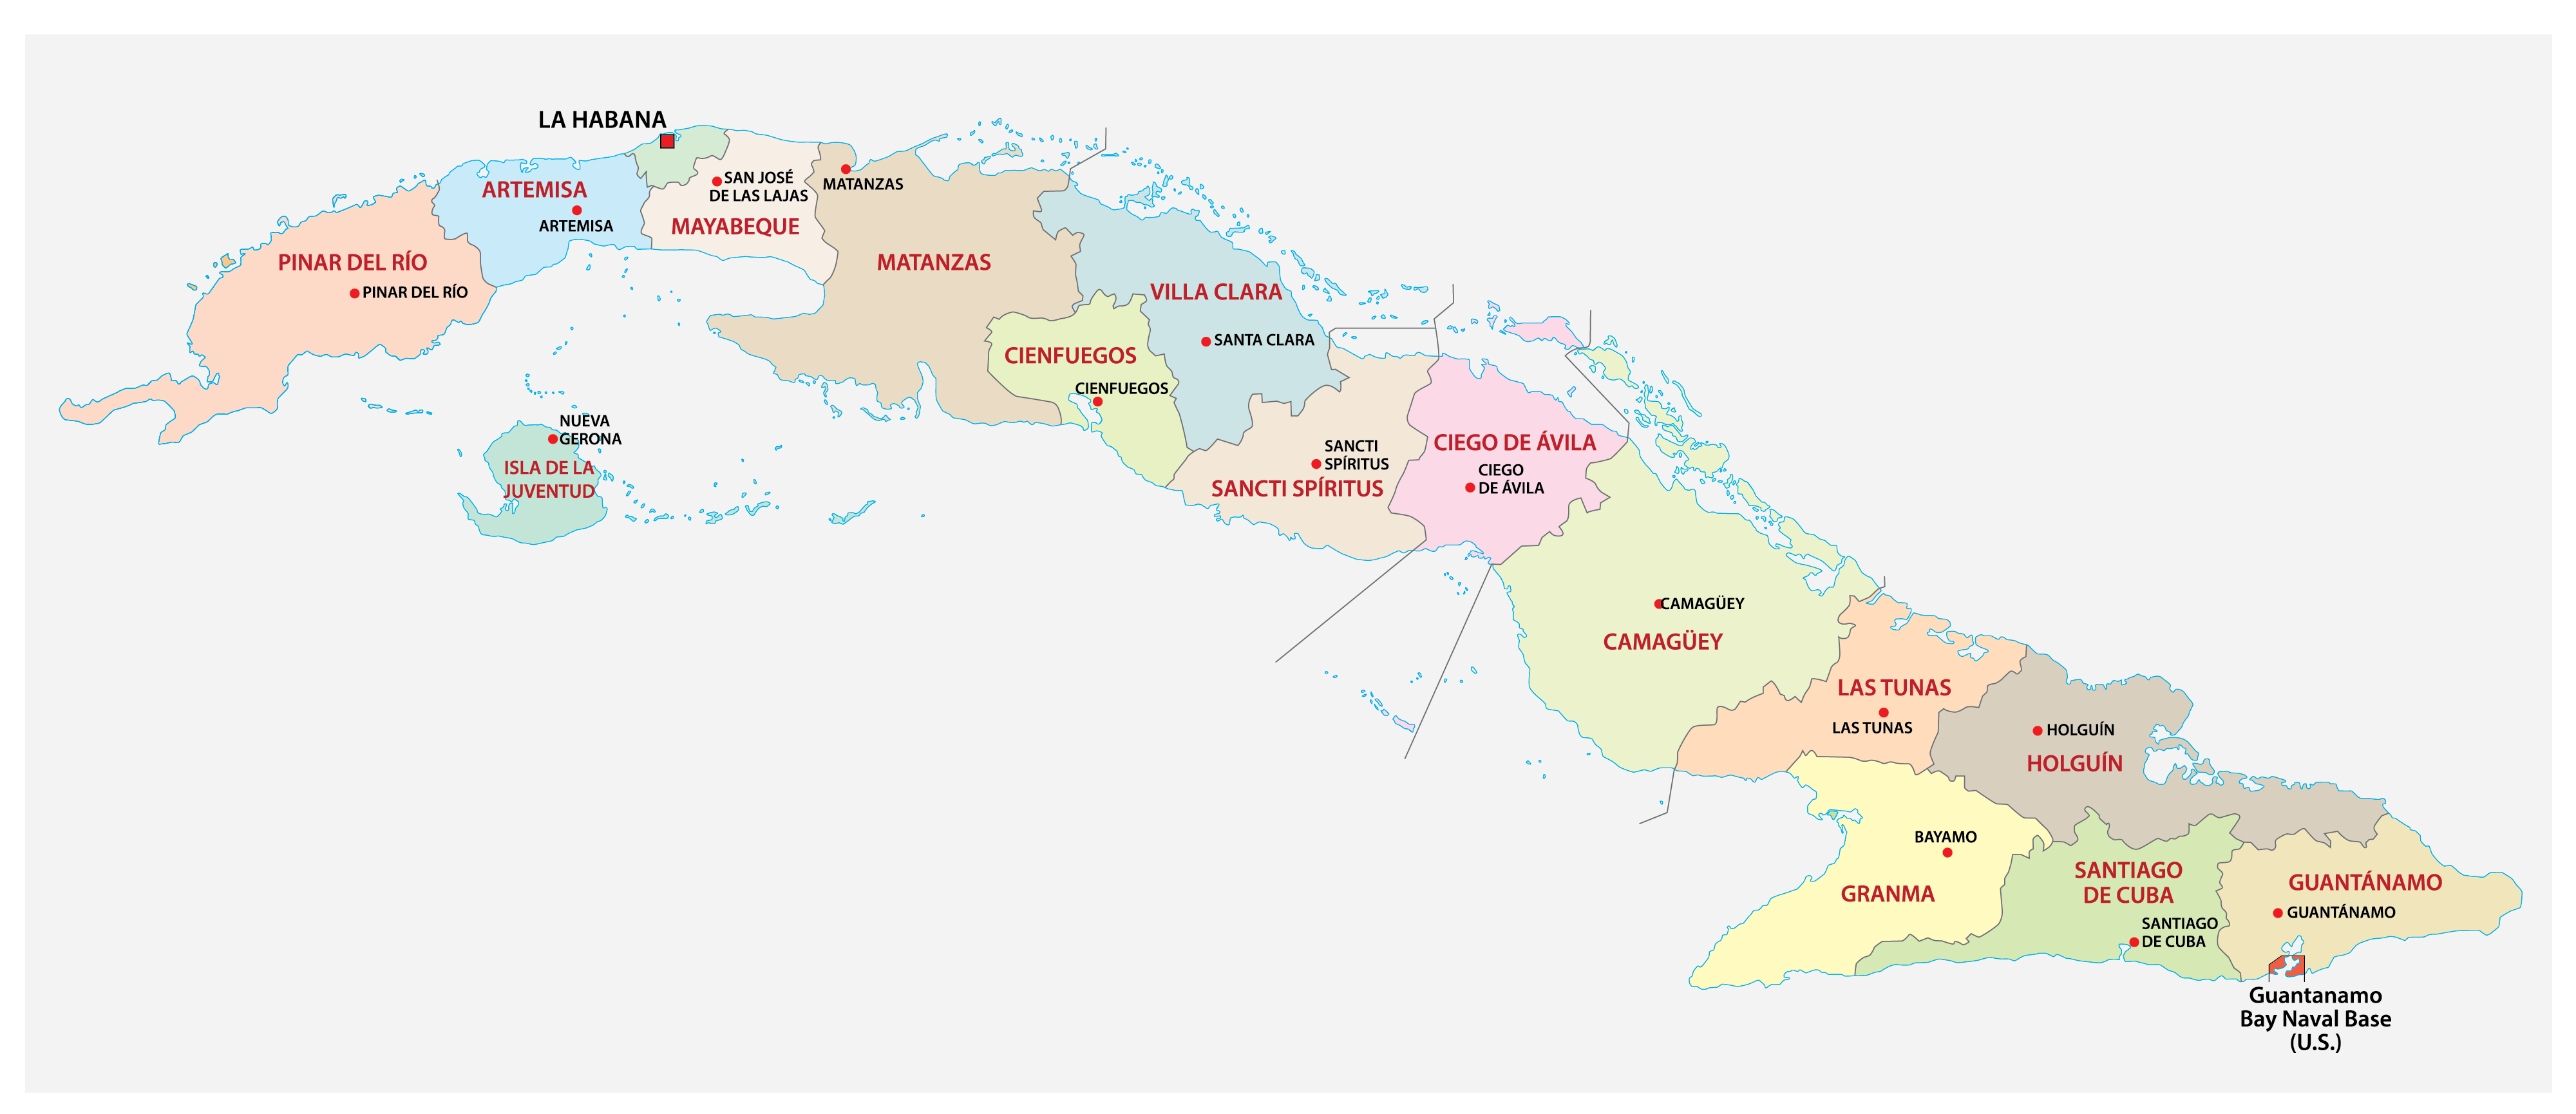 LA HABANA
ARTEMISA
ARTEMISA
SAN JOSÉ
DE LAS LAJAS
MAYABEQUE
MATANZAS
MATANZAS
PINAR DEL RÍO
PINAR DEL RÍO
VILLA CLARA
SANTA CLARA
CIENFUEGOS
CIENFUEGOS
NUEVA
GERONA
ISLA DE LA
JUVENTUD
SANCTI
SPÍRITUS
SANCTI SPÍRITUS
CIEGO DE ÁVILA
CIEGO
DE ÁVILA
CAMAGÜEY
CAMAGÜEY
LAS TUNAS
LAS TUNAS
HOLGUÍN
HOLGUÍN
BAYAMO
GRANMA
SANTIAGO
DE CUBA
SANTIAGO
DE CUBA
GUANTÁNAMO
GUANTÁNAMO
Guantanamo
Bay Naval Base
(U.S.)